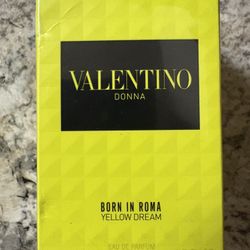 VALENTINO
DONNA
BORN IN ROMA
YELLOW DREAM
EAU DE PARFUM